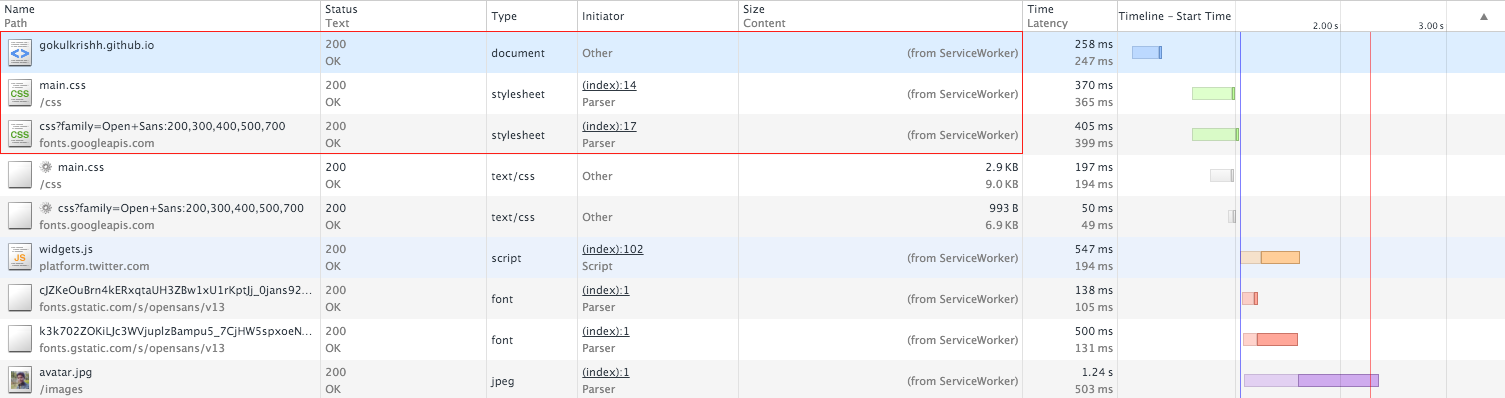 Name Status Type Initiator Size Time Timeline – Start Time
Path Text Content Latency 2.00 s 3.00 s ▲
gokulkrishh.github.io 200 document Other (from ServiceWorker) 258 ms
OK 247 ms
main.css 200 stylesheet (index):14 (from ServiceWorker) 370 ms
/css OK Parser 365 ms
css?family=Open+Sans:200,300,400,500,700 200 stylesheet (index):17 (from ServiceWorker) 405 ms
fonts.googleapis.com OK Parser 399 ms
main.css 200 text/css Other 2.9 KB 197 ms
/css OK 9.0 KB 194 ms
css?family=Open+Sans:200,300,400,500,700 200 text/css Other 993 B 50 ms
fonts.googleapis.com OK 6.9 KB 49 ms
widgets.js 200 script (index):102 (from ServiceWorker) 547 ms
platform.twitter.com OK Script 194 ms
cJZKeOuBrn4kERxqtaUH3ZBw1xU1rKptJj_0jans92... 200 font (index):1 (from ServiceWorker) 138 ms
fonts.gstatic.com/s/opensans/v13 OK Parser 105 ms
k3k702ZOKiLJc3WVjuplzBampu5_7CjHW5spxoeN... 200 font (index):1 (from ServiceWorker) 500 ms
fonts.gstatic.com/s/opensans/v13 OK Parser 131 ms
avatar.jpg 200 jpeg (index):1 (from ServiceWorker) 1.24 s
/images OK Parser 503 ms